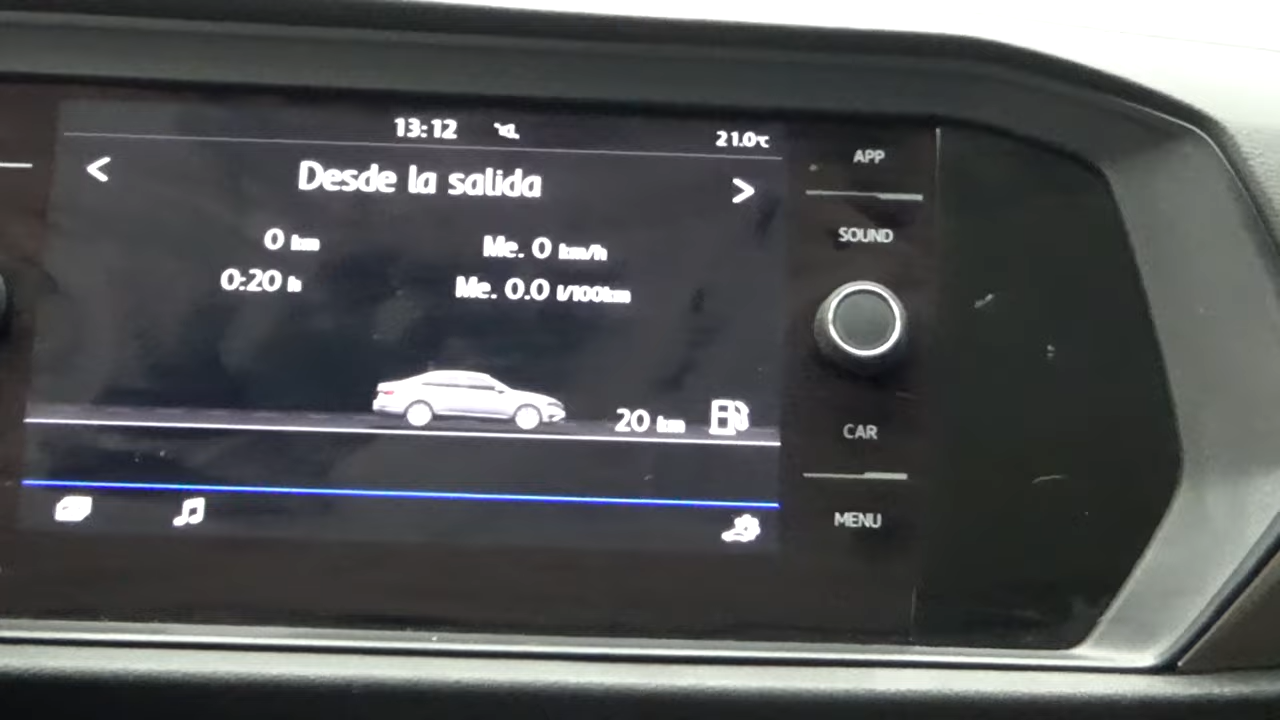 13:12
21.0°C
Desde la salida
0 km
Me. 0 km/h
0:20 h
Me. 0.0 l/100km
20 km
APP
SOUND
CAR
MENU